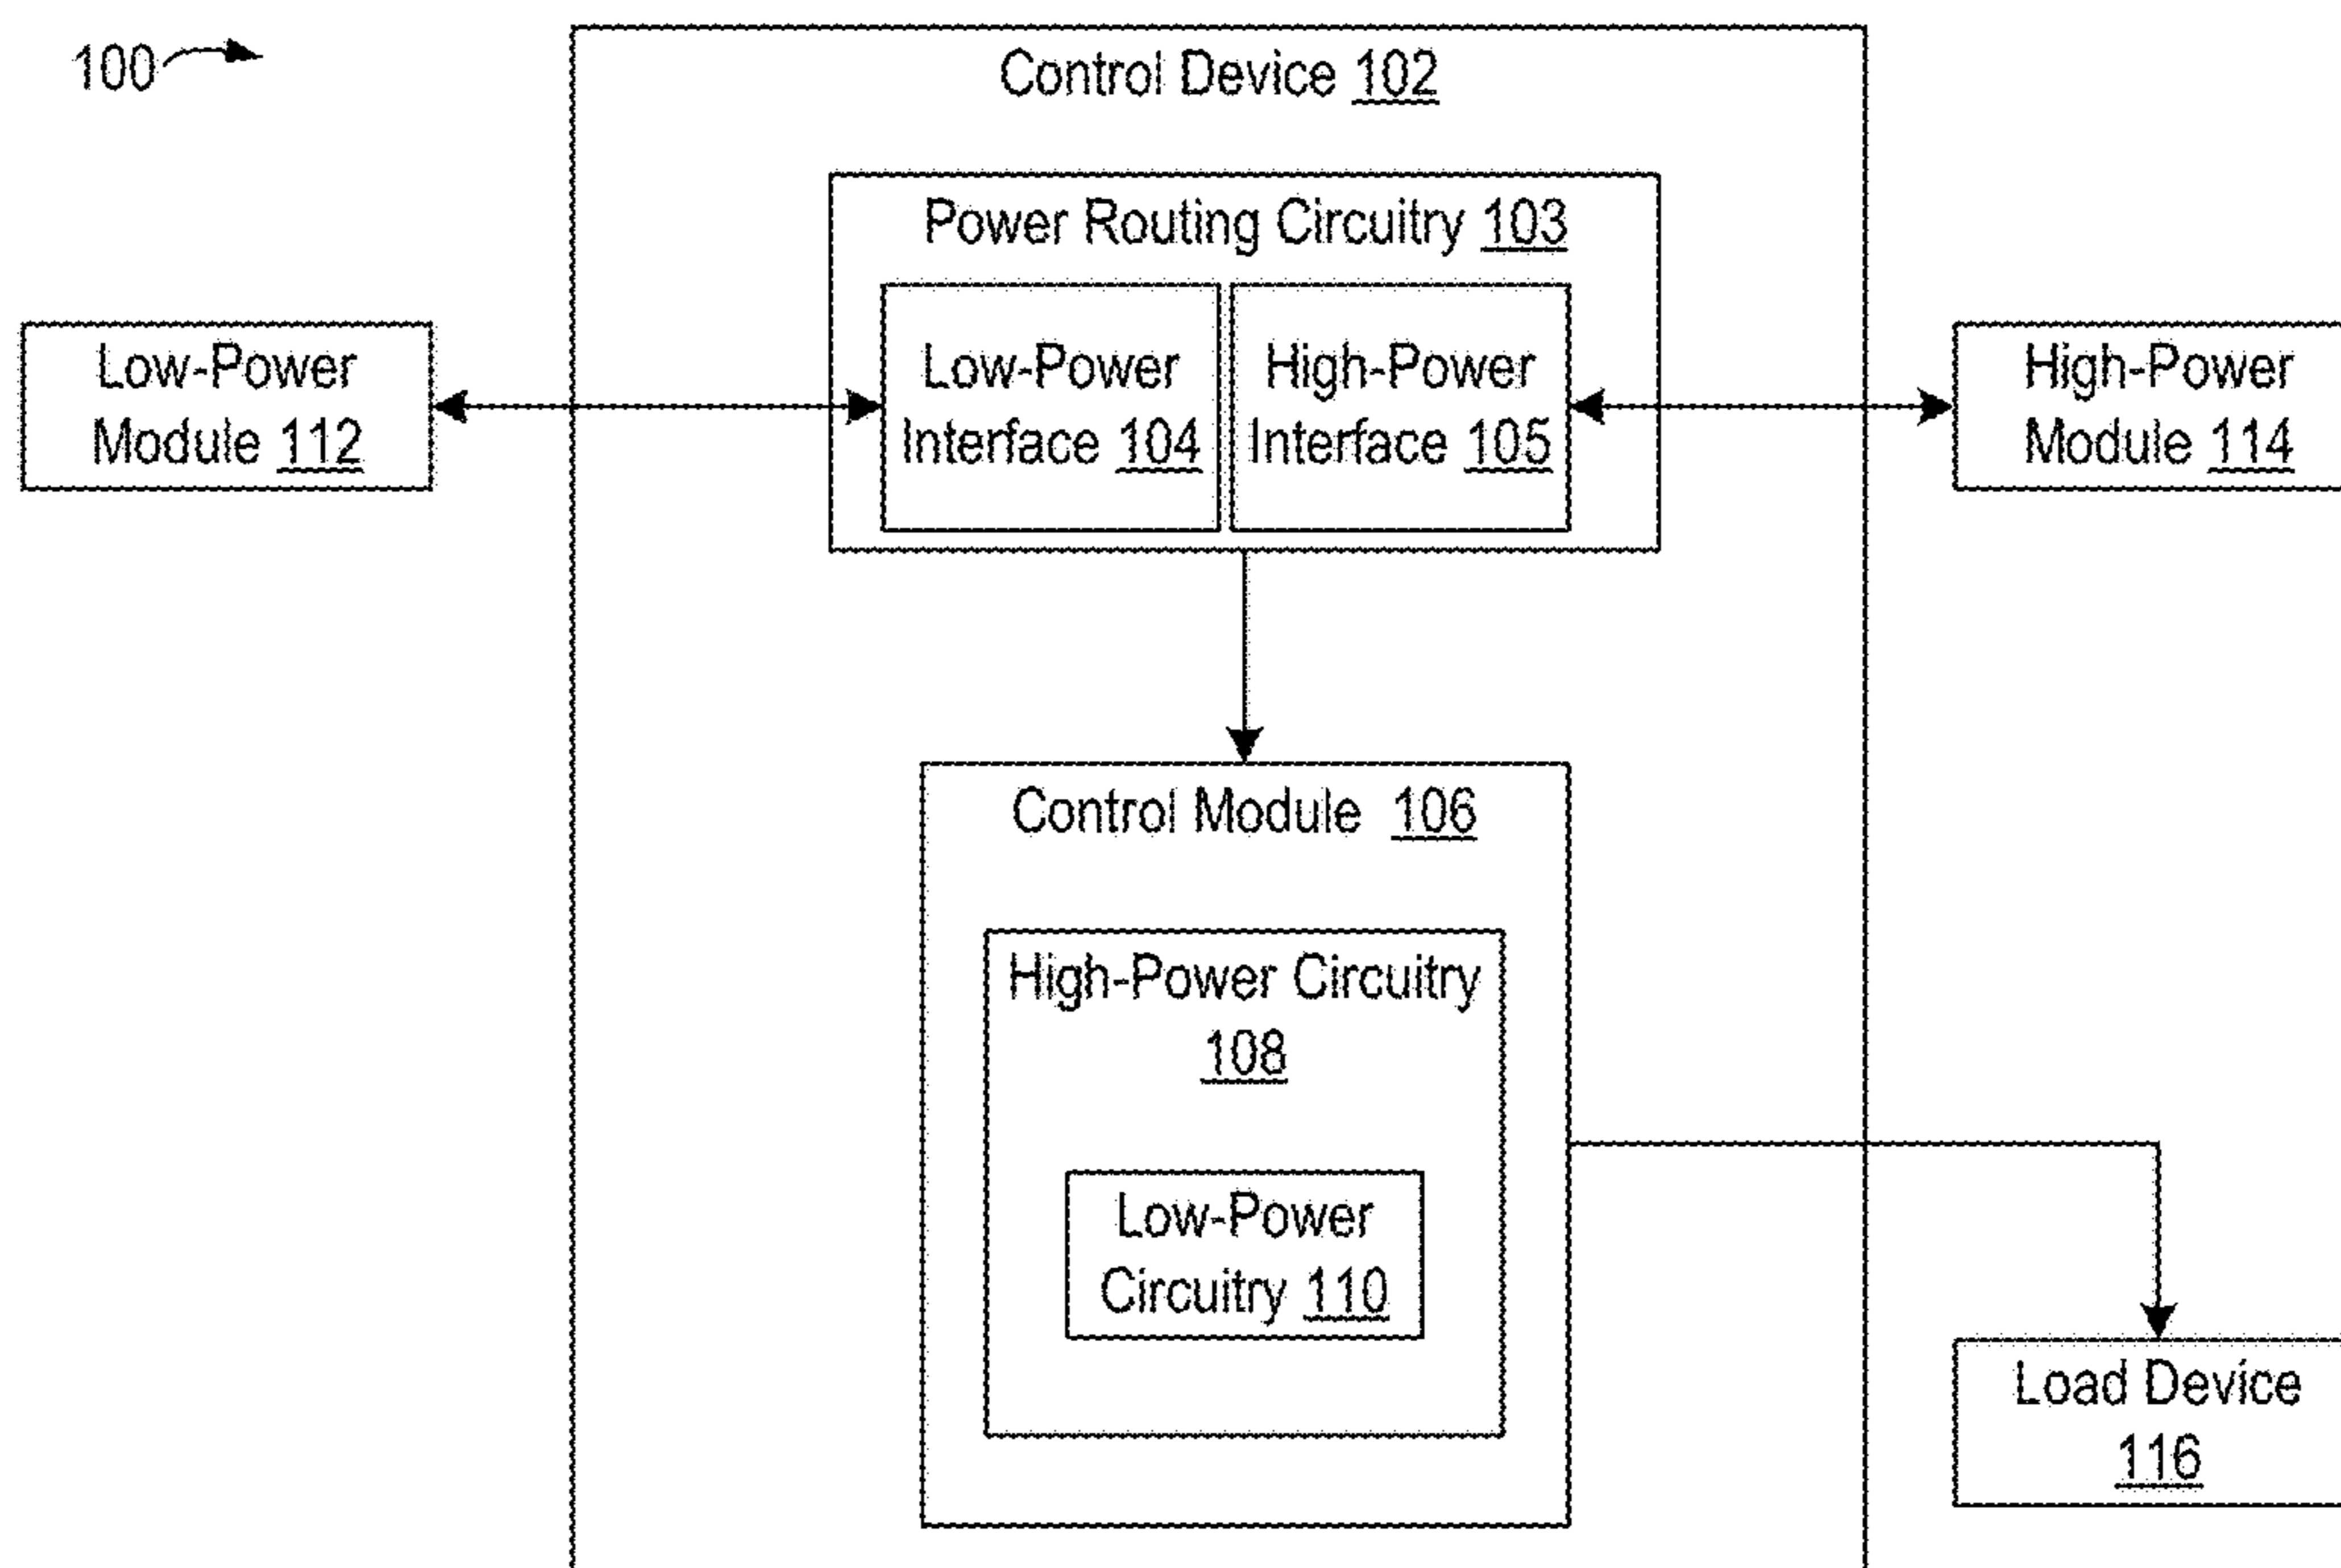 100
Control Device 102
Power Routing Circuitry 103
Low-Power
Module 112
Low-Power
Interface 104
High-Power
Interface 105
High-Power
Module 114
Control Module 106
High-Power Circuitry
108
Low-Power
Circuitry 110
Load Device
116